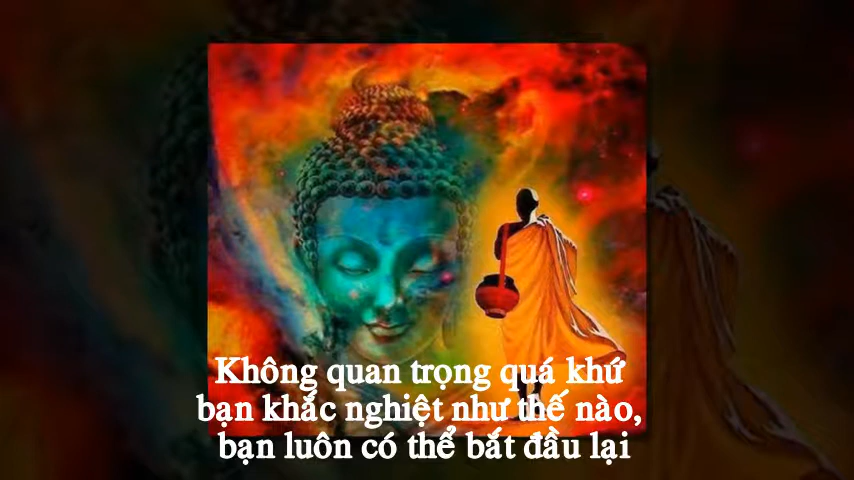 Không quan trọng quá khứ
bạn khắc nghiệt như thế nào,
bạn luôn có thể bắt đầu lại